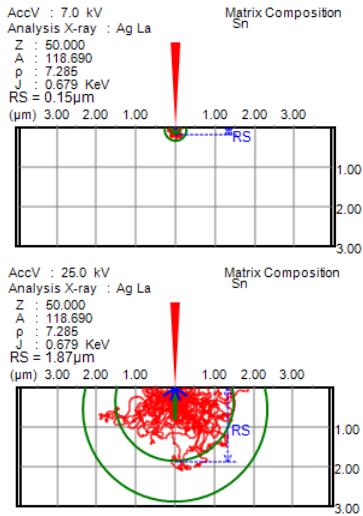 AccV : 7.0 kV Matrix Composition
Analysis X-ray : Ag La Sn
Z : 50.000
A : 118.690
ρ : 7.285
J : 0.679 KeV
RS = 0.15μm
(μm) 3.00 2.00 1.00 1.00 2.00 3.00
RS
1.00
2.00
3.00
AccV : 25.0 kV Matrix Composition
Analysis X-ray : Ag La Sn
Z : 50.000
A : 118.690
ρ : 7.285
J : 0.679 KeV
RS = 1.87μm
(μm) 3.00 2.00 1.00 1.00 2.00 3.00
1.00
RS
2.00
3.00